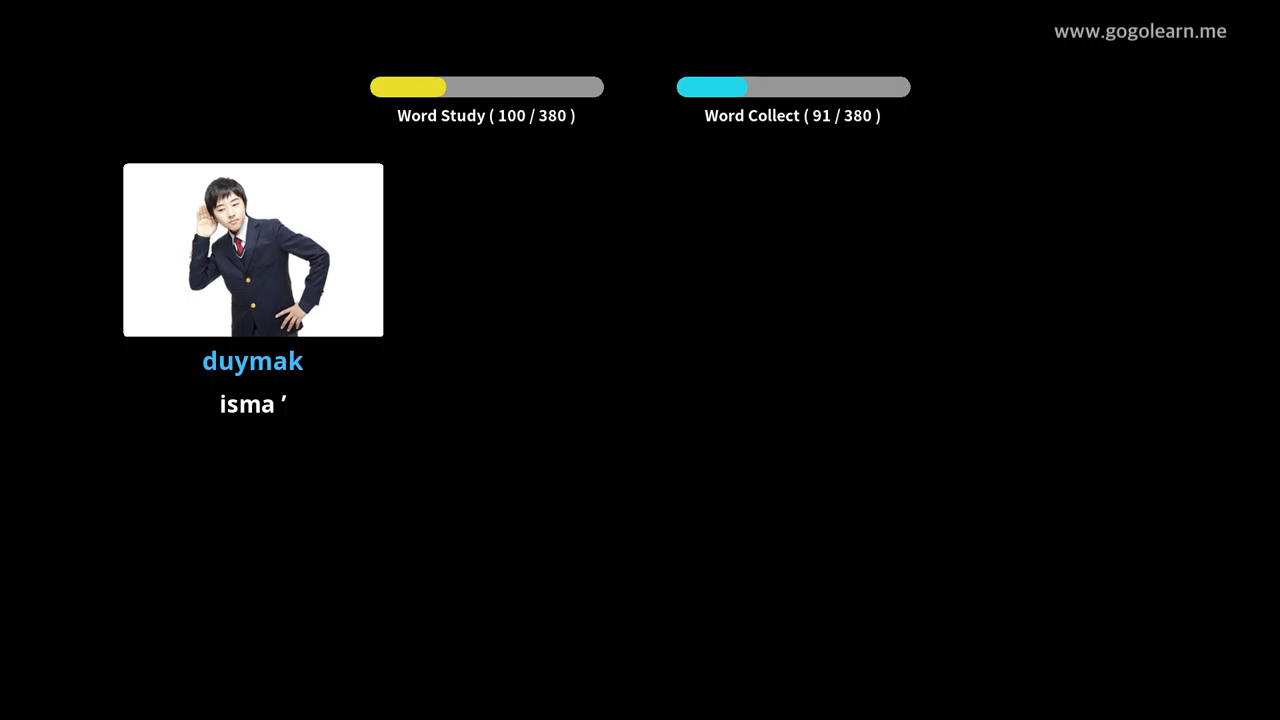 www.gogolearn.me
Word Study ( 100 / 380 )
Word Collect ( 91 / 380 )
duymak
isma ’